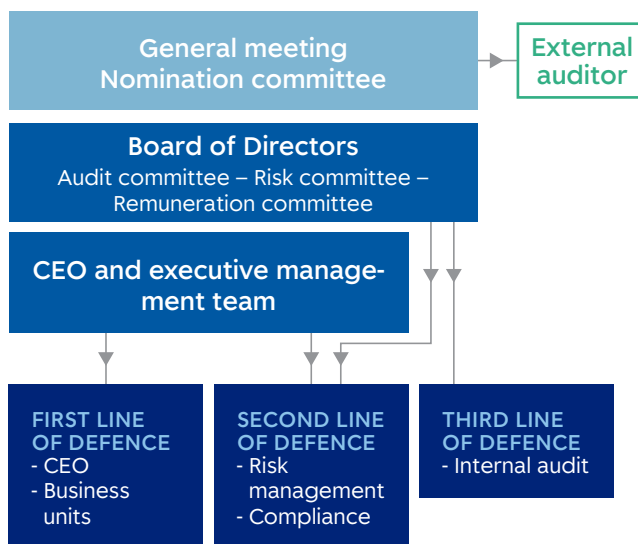 General meeting
Nomination committee
External
auditor
Board of Directors
Audit committee – Risk committee –
Remuneration committee
CEO and executive manage-
ment team
FIRST LINE
OF DEFENCE
- CEO
- Business
units
SECOND LINE
OF DEFENCE
- Risk
management
- Compliance
THIRD LINE
OF DEFENCE
- Internal audit